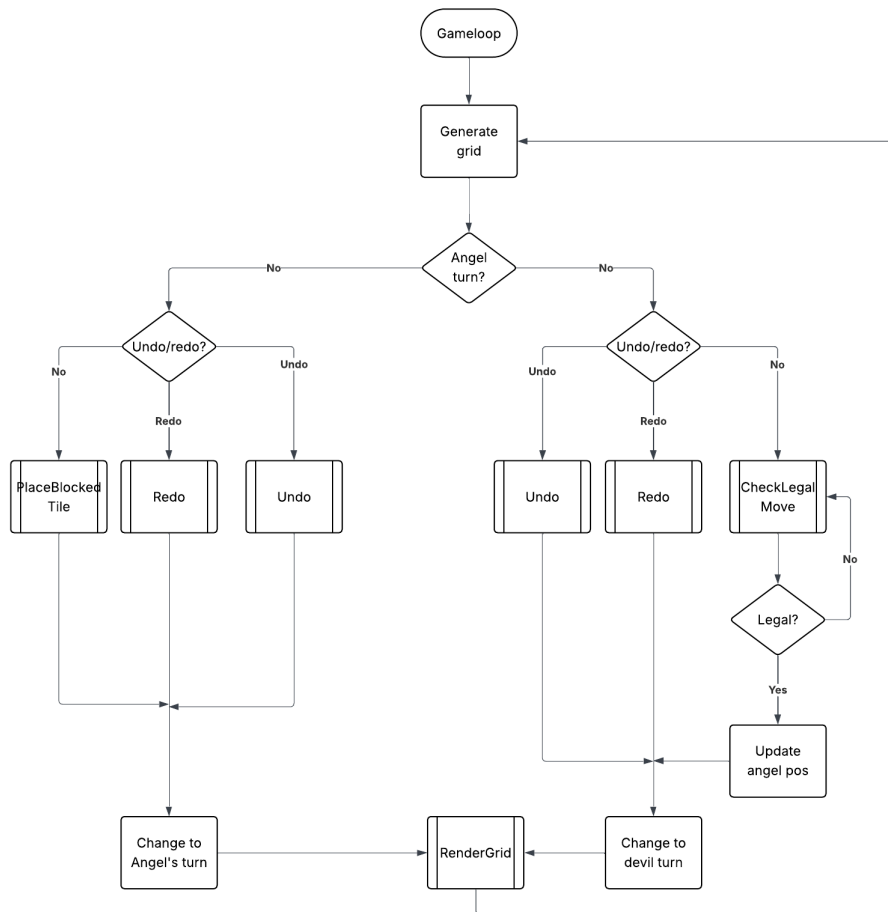 Gameloop
Generate
grid
Angel
turn?
No
No
Undo/redo?
Undo/redo?
No
Undo
Undo
No
Redo
Redo
PlaceBlocked
Tile
Redo
Undo
Undo
Redo
CheckLegal
Move
No
Legal?
Yes
Update
angel pos
Change to
Angel's turn
RenderGrid
Change to
devil turn